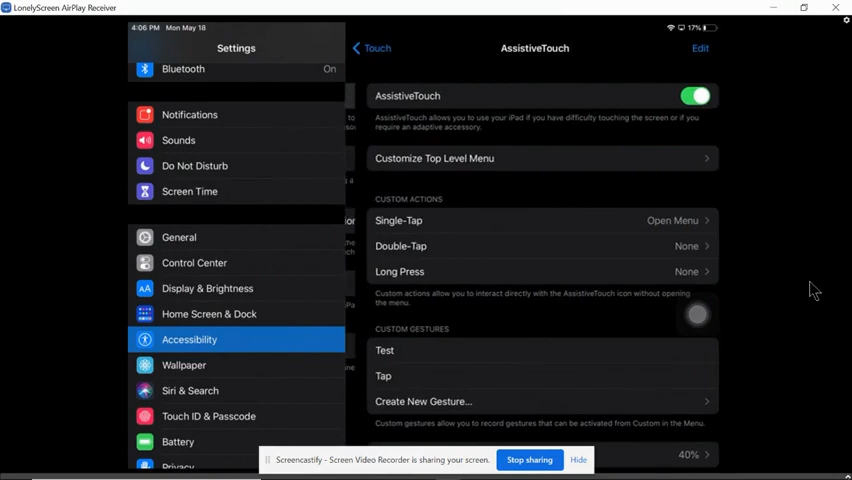 LonelyScreen AirPlay Receiver
4:06 PM Mon May 18
17%
Settings
Bluetooth On
Notifications
Sounds
Do Not Disturb
Screen Time
General
Control Center
AA Display & Brightness
Home Screen & Dock
Accessibility
Wallpaper
Siri & Search
Touch ID & Passcode
Battery
Privacy
Touch
AssistiveTouch
Edit
AssistiveTouch
AssistiveTouch allows you to use your iPad if you have difficulty touching the screen or if you
require an adaptive accessory.
Customize Top Level Menu
CUSTOM ACTIONS
Single-Tap Open Menu
Double-Tap None
Long Press None
Custom actions allow you to interact directly with the AssistiveTouch icon without opening
the menu.
CUSTOM GESTURES
Test
Tap
Create New Gesture...
Custom gestures allow you to record gestures that can be activated from Custom in the Menu.
40%
Screencastify - Screen Video Recorder is sharing your screen.
Stop sharing
Hide